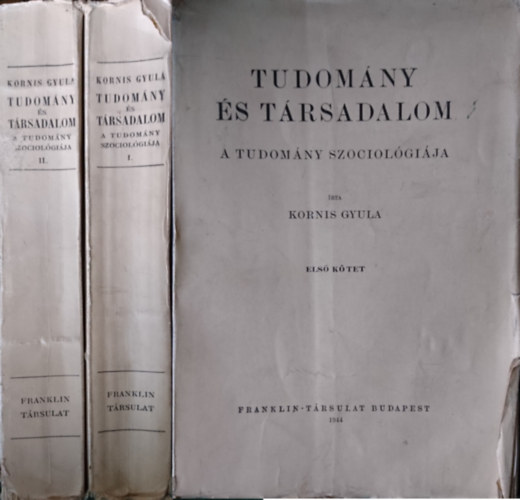 KORNIS GYULA
TUDOMÁNY
ÉS
TÁRSADALOM
A TUDOMÁNY
SZOCIOLÓGIÁJA
II.
FRANKLIN
TÁRSULAT
KORNIS GYULA
TUDOMÁNY
ÉS
TÁRSADALOM
A TUDOMÁNY
SZOCIOLÓGIÁJA
I.
FRANKLIN
TÁRSULAT
TUDOMÁNY
ÉS TÁRSADALOM
A TUDOMÁNY SZOCIOLÓGIÁJA
ÍRTA
KORNIS GYULA
ELSŐ KÖTET
FRANKLIN-TÁRSULAT BUDAPEST
1944